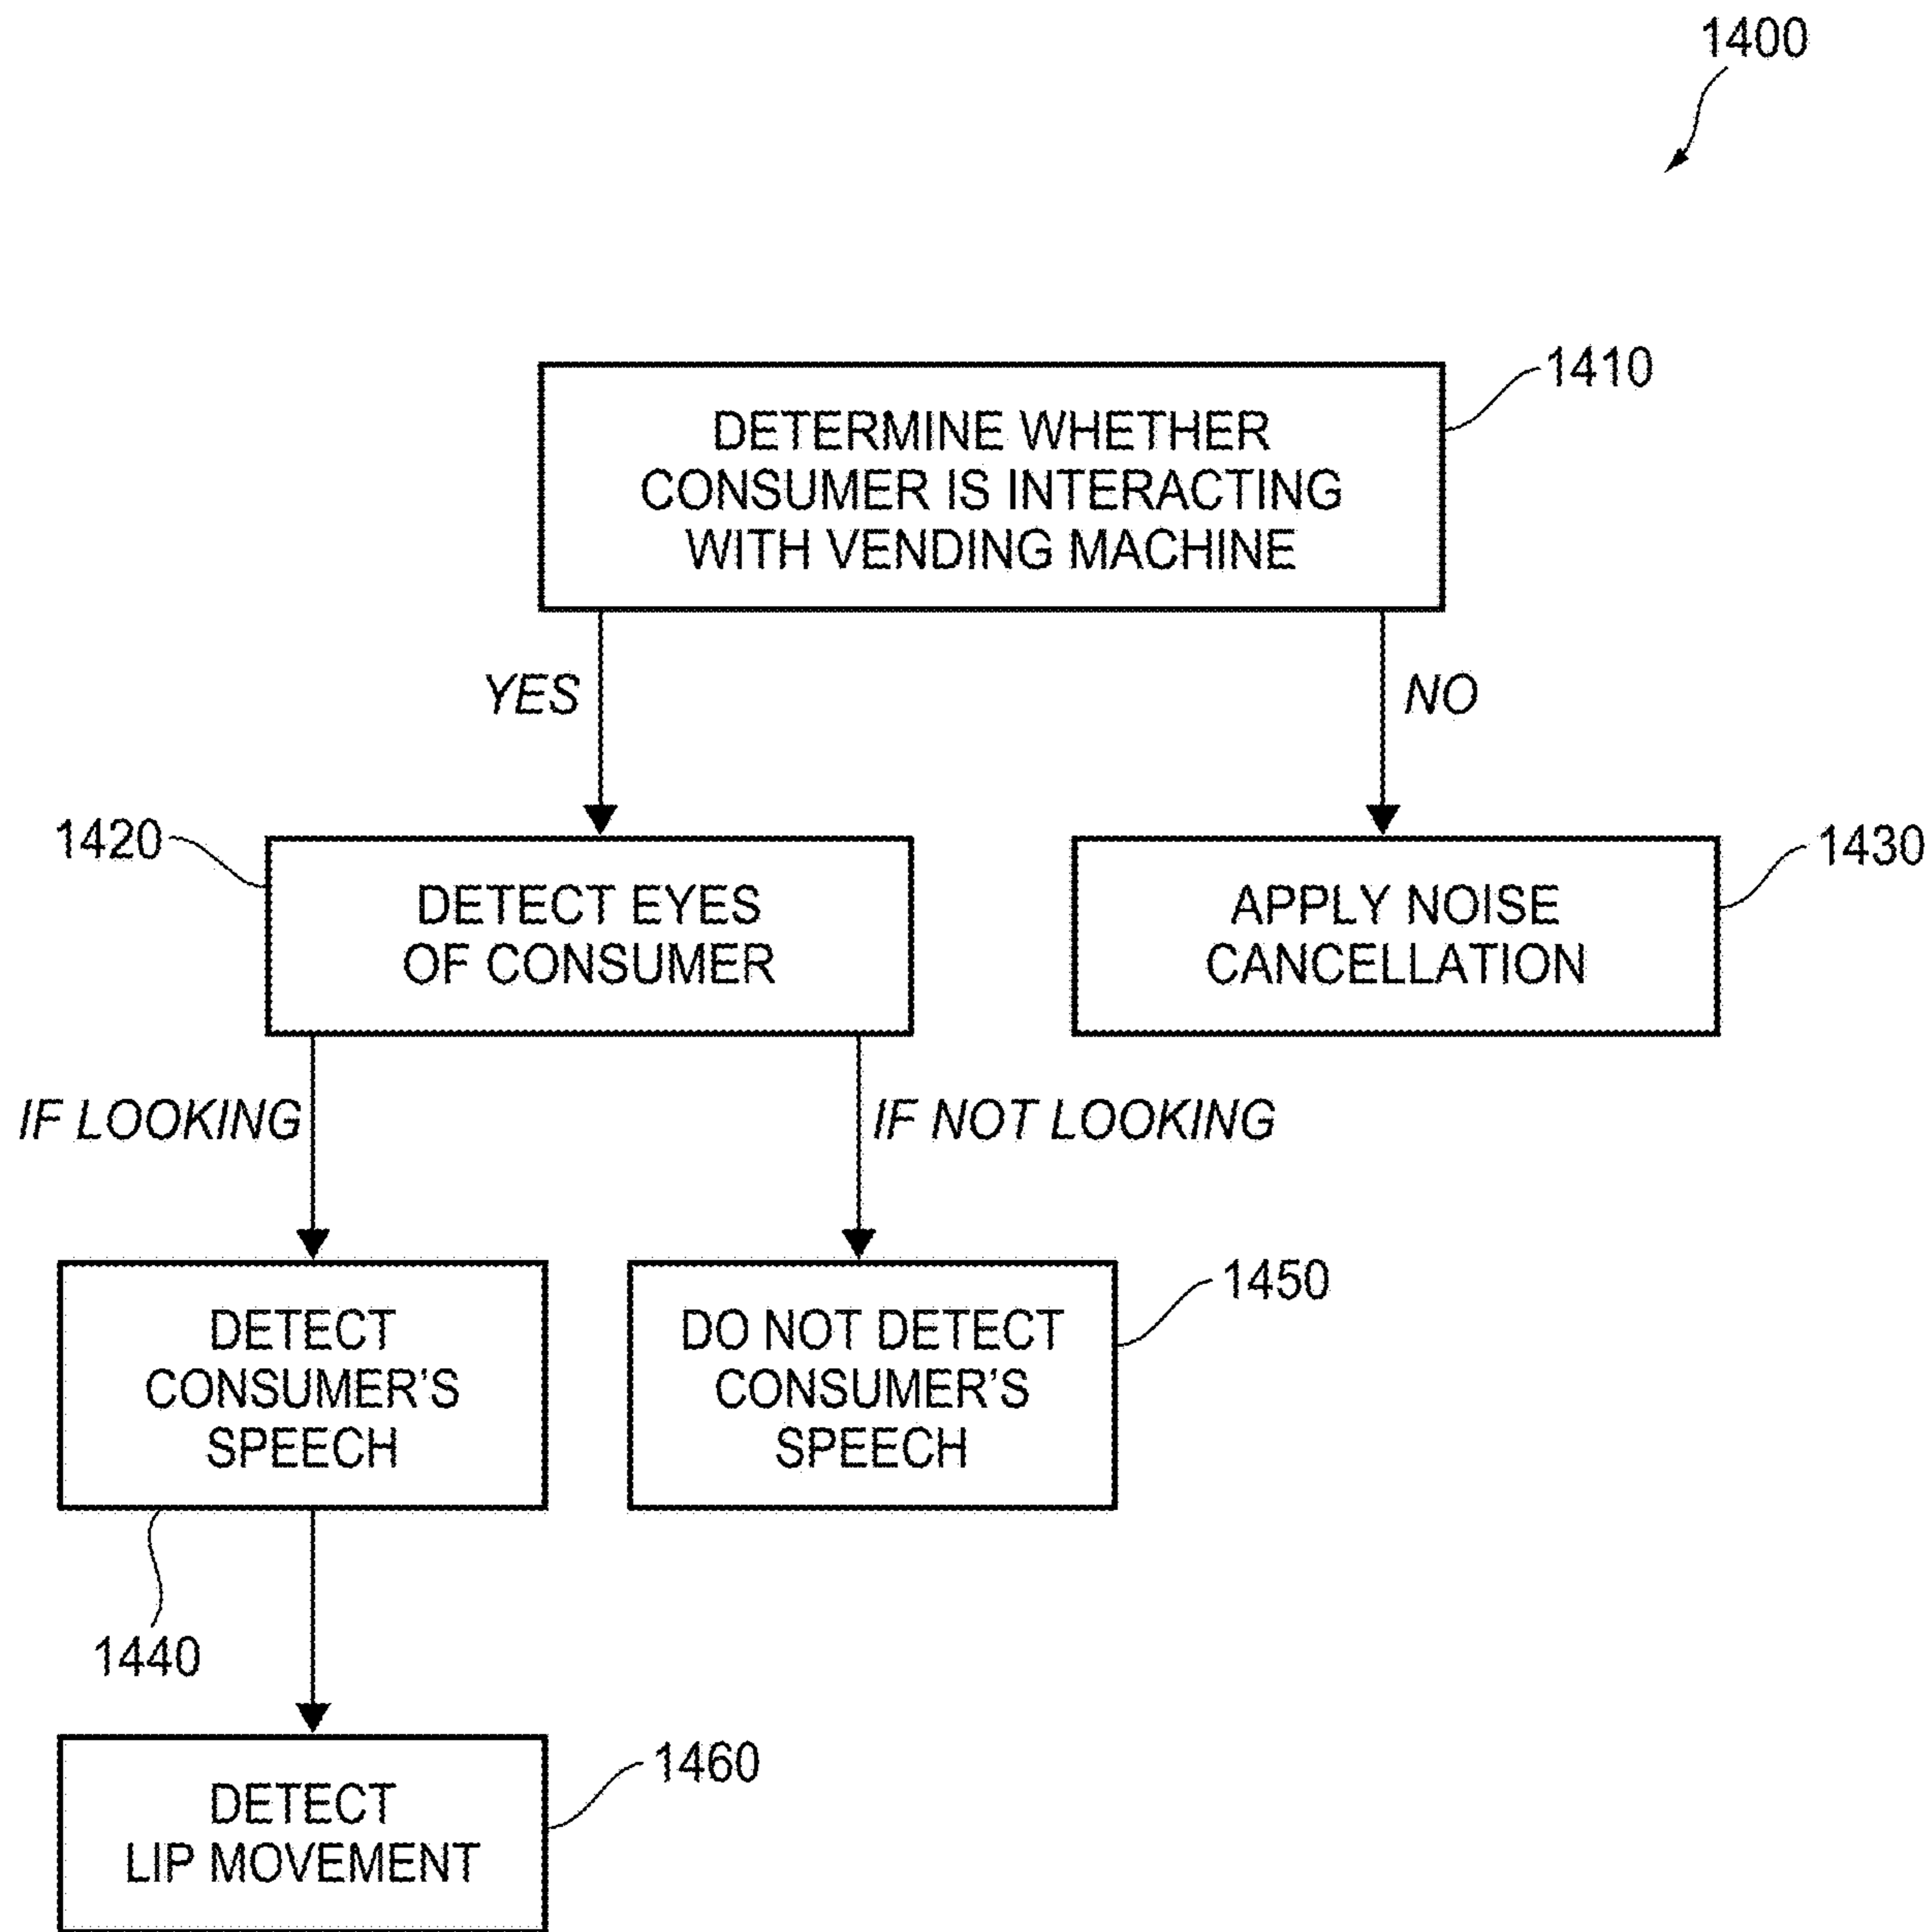 1400
1410
DETERMINE WHETHER
CONSUMER IS INTERACTING
WITH VENDING MACHINE
YES
NO
1420
1430
DETECT EYES
OF CONSUMER
APPLY NOISE
CANCELLATION
IF LOOKING
IF NOT LOOKING
1450
DETECT
CONSUMER'S
SPEECH
DO NOT DETECT
CONSUMER'S
SPEECH
1440
1460
DETECT
LIP MOVEMENT